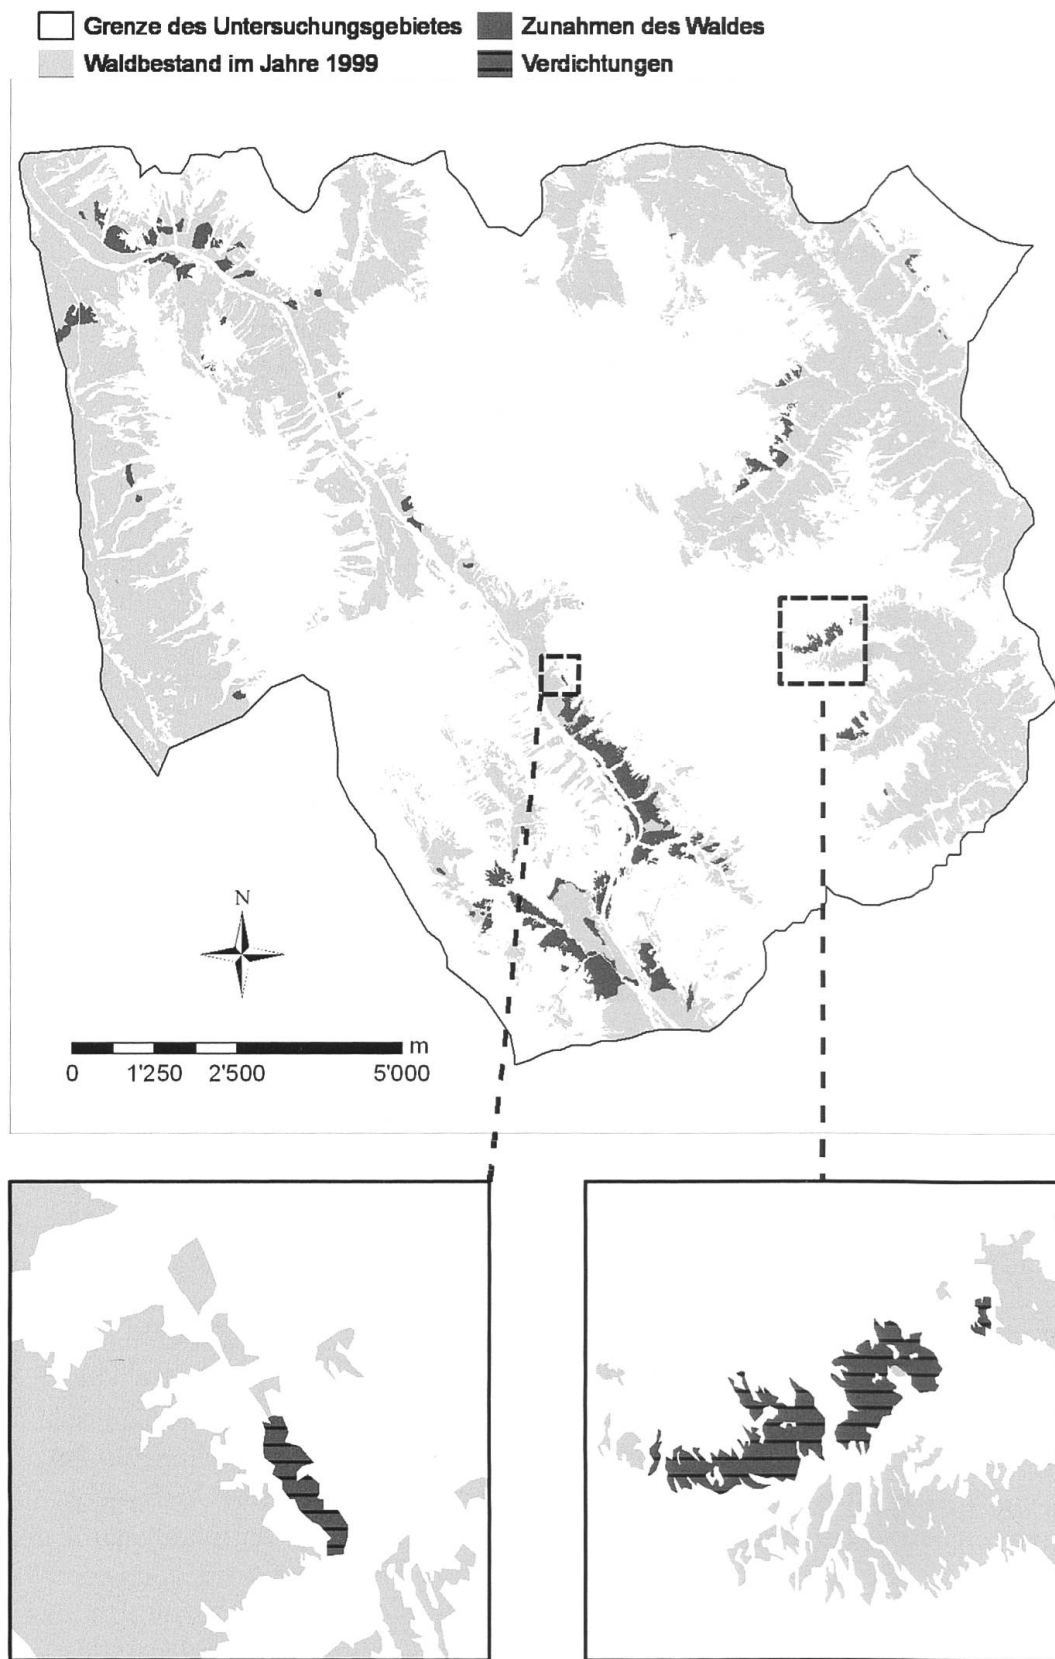 Grenze des Untersuchungsgebietes
Zunahmen des Waldes
Waldbestand im Jahre 1999
Verdichtungen
N
m
0 1'250 2'500 5'000